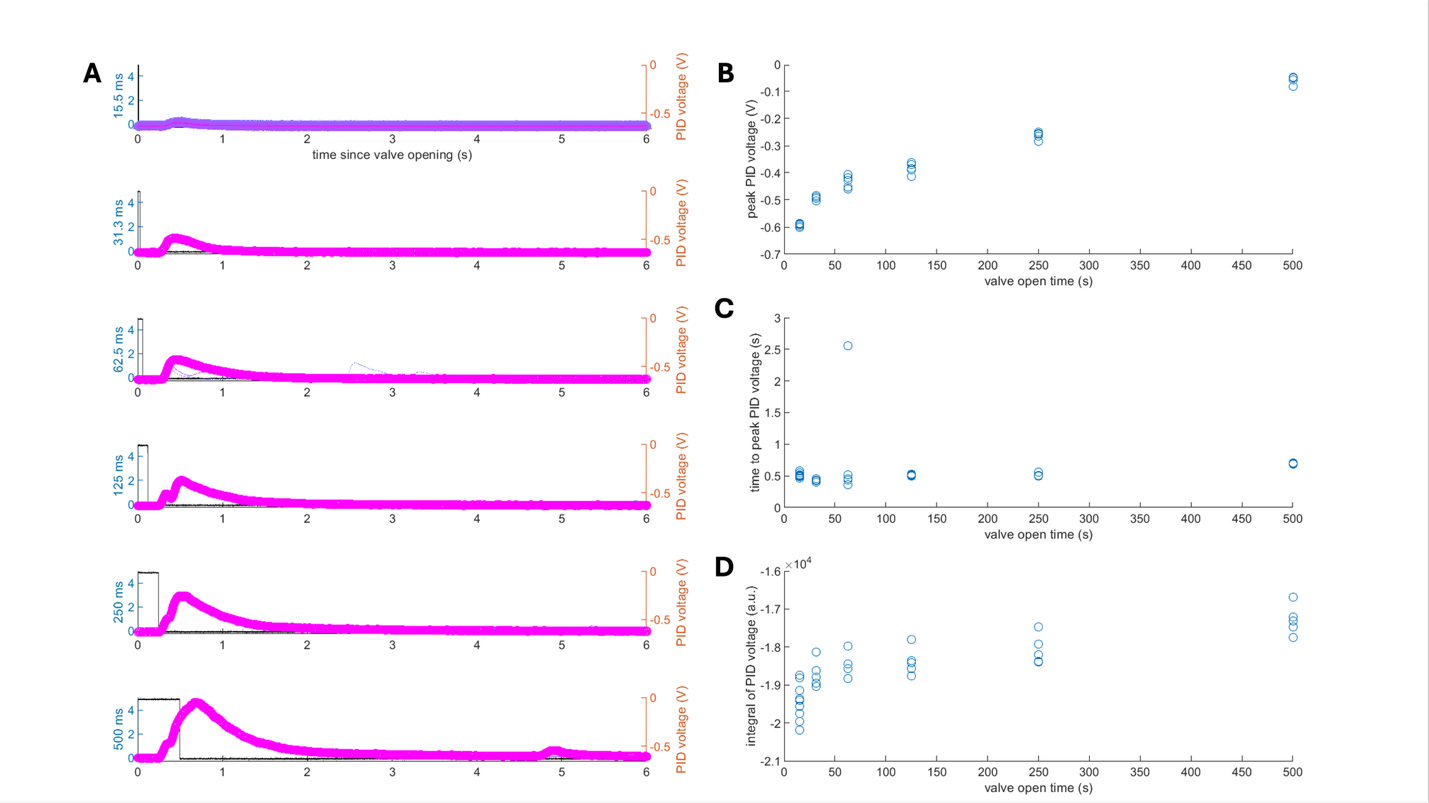 A
15.5 ms
4
2
0
0
-0.5
PID voltage (V)
0 1 2 3 4 5 6
time since valve opening (s)
31.3 ms
4
2
0
0
-0.5
PID voltage (V)
0 1 2 3 4 5 6
62.5 ms
4
2
0
0
-0.5
PID voltage (V)
0 1 2 3 4 5 6
125 ms
4
2
0
0
-0.5
PID voltage (V)
0 1 2 3 4 5 6
250 ms
4
2
0
0
-0.5
PID voltage (V)
0 1 2 3 4 5 6
500 ms
4
2
0
0
-0.5
PID voltage (V)
0 1 2 3 4 5 6
B
peak PID voltage (V)
0
-0.1
-0.2
-0.3
-0.4
-0.5
-0.6
-0.7
0 50 100 150 200 250 300 350 400 450 500
valve open time (s)
C
time to peak PID voltage (s)
3
2.5
2
1.5
1
0.5
0
0 50 100 150 200 250 300 350 400 450 500
valve open time (s)
D
×10⁴
integral of PID voltage (a.u.)
-1.6
-1.7
-1.8
-1.9
-2
-2.1
0 50 100 150 200 250 300 350 400 450 500
valve open time (s)